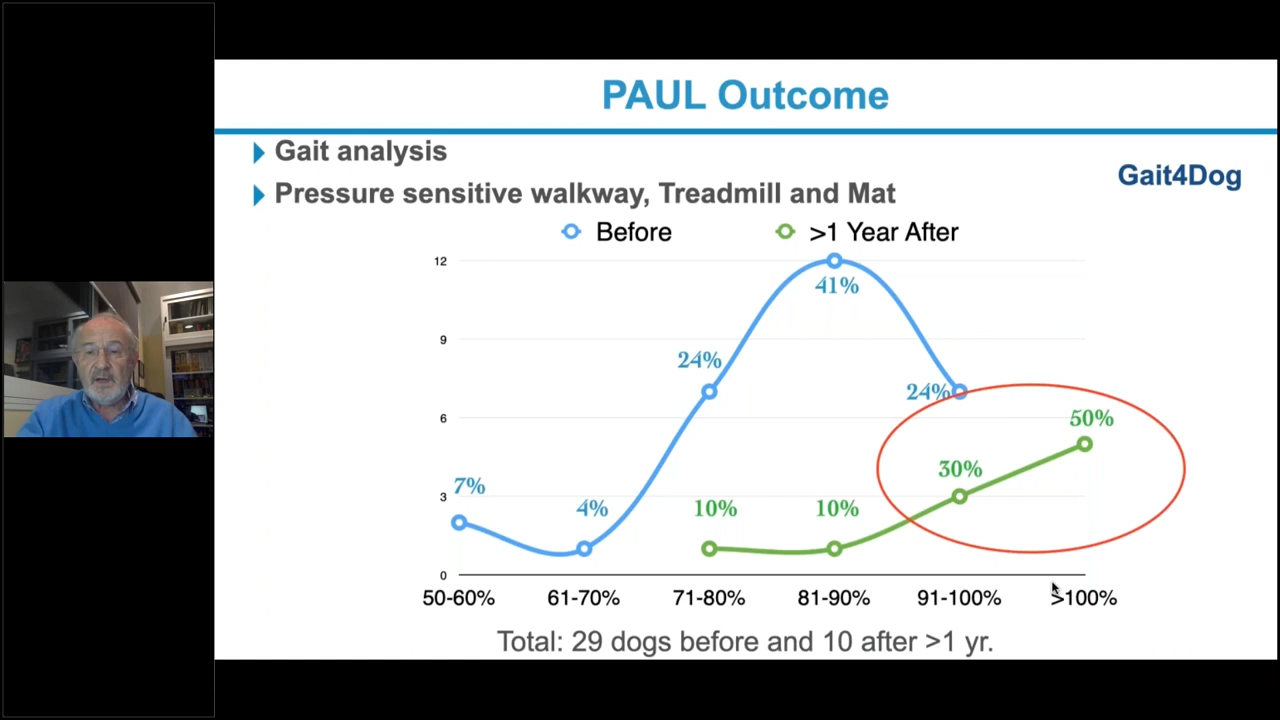 PAUL Outcome
Gait analysis
Gait4Dog
Pressure sensitive walkway, Treadmill and Mat
Before
>1 Year After
12
9
6
3
0
7%
4%
24%
41%
24%
10%
10%
30%
50%
50-60%
61-70%
71-80%
81-90%
91-100%
>100%
Total: 29 dogs before and 10 after >1 yr.